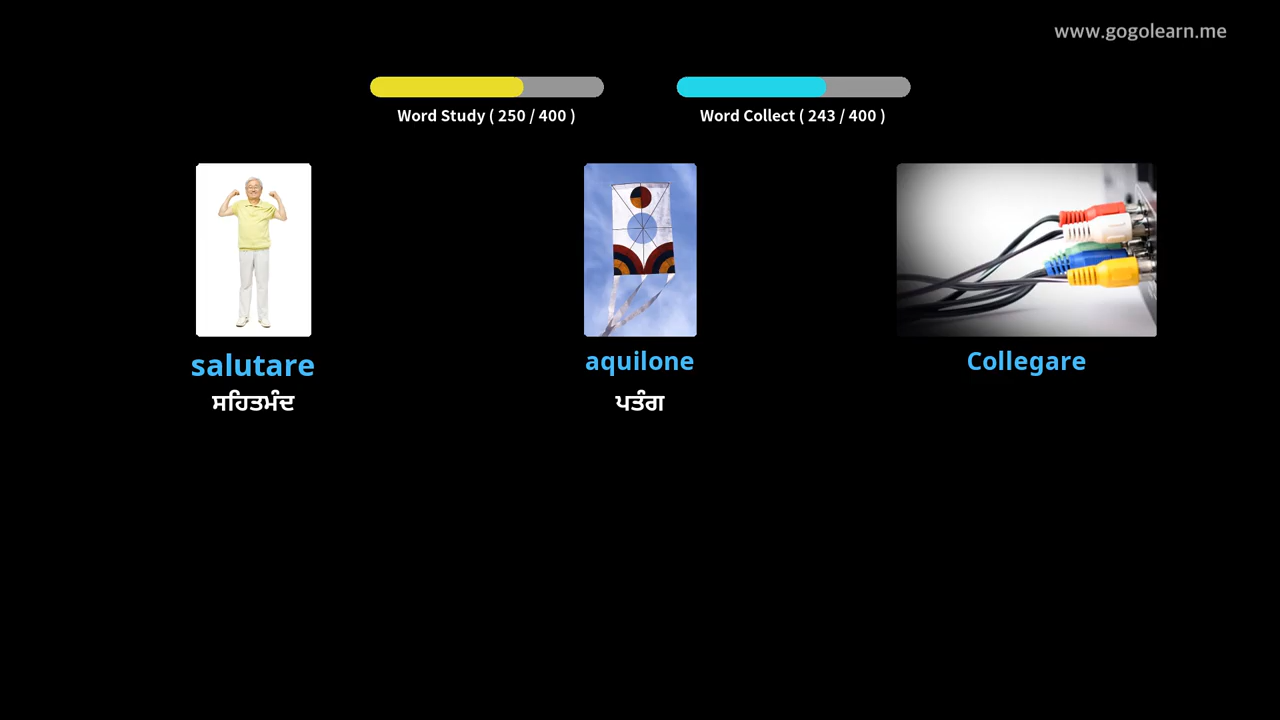 www.gogolearn.me
Word Study ( 250 / 400 )
Word Collect ( 243 / 400 )
salutare
ਸਹਿਤਮੰਦ
aquilone
ਪਤੰਗ
Collegare